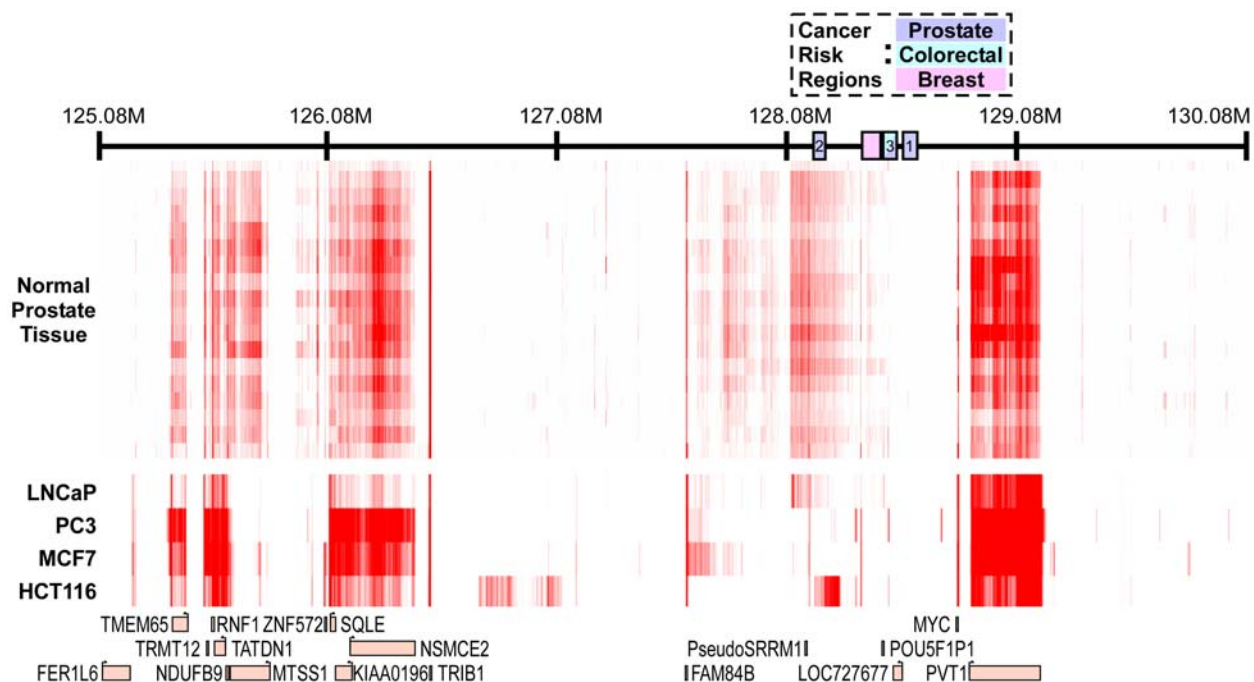 Cancer Risk Regions : Prostate Colorectal Breast
125.08M 126.08M 127.08M 128.08M 129.08M 130.08M
2 3 1
Normal
Prostate
Tissue
LNCaP
PC3
MCF7
HCT116
TMEM65 RNF1 ZNF572 SQLE MYC
TRMT12 TATDN1 NSMCE2 PseudoSRRM1 POU5F1P1
FER1L6 NDUFB9 MTSS1 KIAA0196 TRIB1 FAM84B LOC727677 PVT1